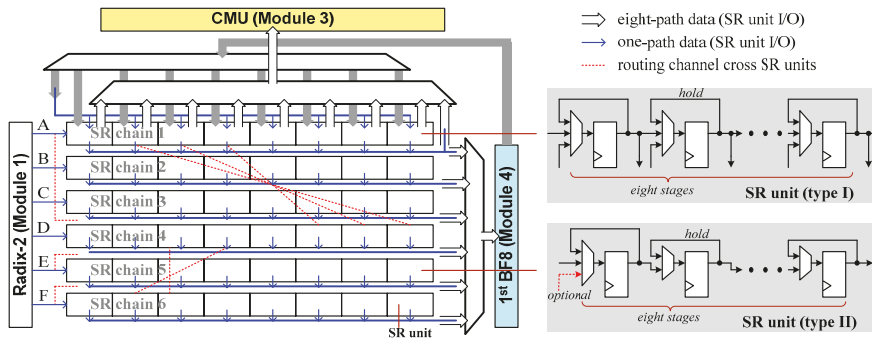 CMU (Module 3)
eight-path data (SR unit I/O)
one-path data (SR unit I/O)
routing channel cross SR units
Radix-2 (Module 1)
A
SR chain 1
B
SR chain 2
C
SR chain 3
D
SR chain 4
E
SR chain 5
F
SR chain 6
SR unit
1st BF8 (Module 4)
hold
eight stages
SR unit (type I)
hold
optional
eight stages
SR unit (type II)